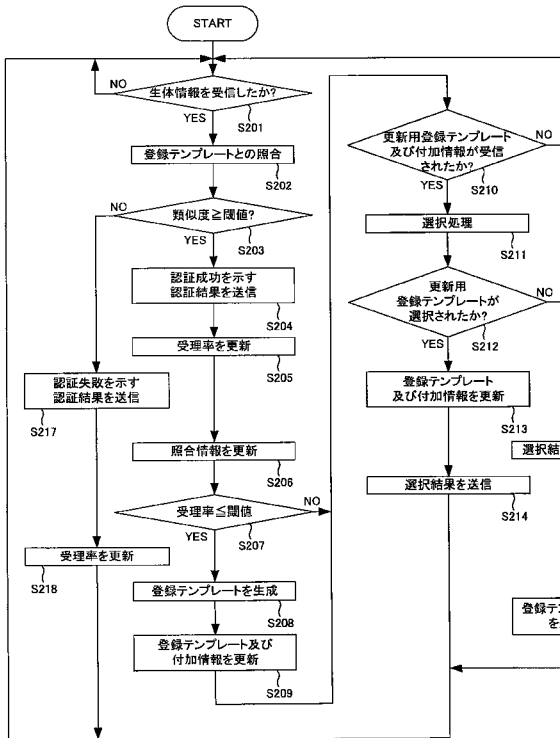 START
NO
生体情報を受信したか?
S201
YES
登録テンプレートとの照合
S202
NO
類似度≧閾値?
S203
YES
認証成功を示す
認証結果を送信
S204
受理率を更新
S205
認証失敗を示す
認証結果を送信
S217
照合情報を更新
S206
受理率≦閾値
NO
S207
YES
受理率を更新
S218
登録テンプレートを生成
S208
登録テンプレート及び
付加情報を更新
S209
更新用登録テンプレート
及び付加情報が受信
されたか?
NO
S210
YES
選択処理
S211
更新用
登録テンプレートが
選択されたか?
NO
S212
YES
登録テンプレート
及び付加情報を更新
S213
選択結
選択結果を送信
S214
登録テン
を